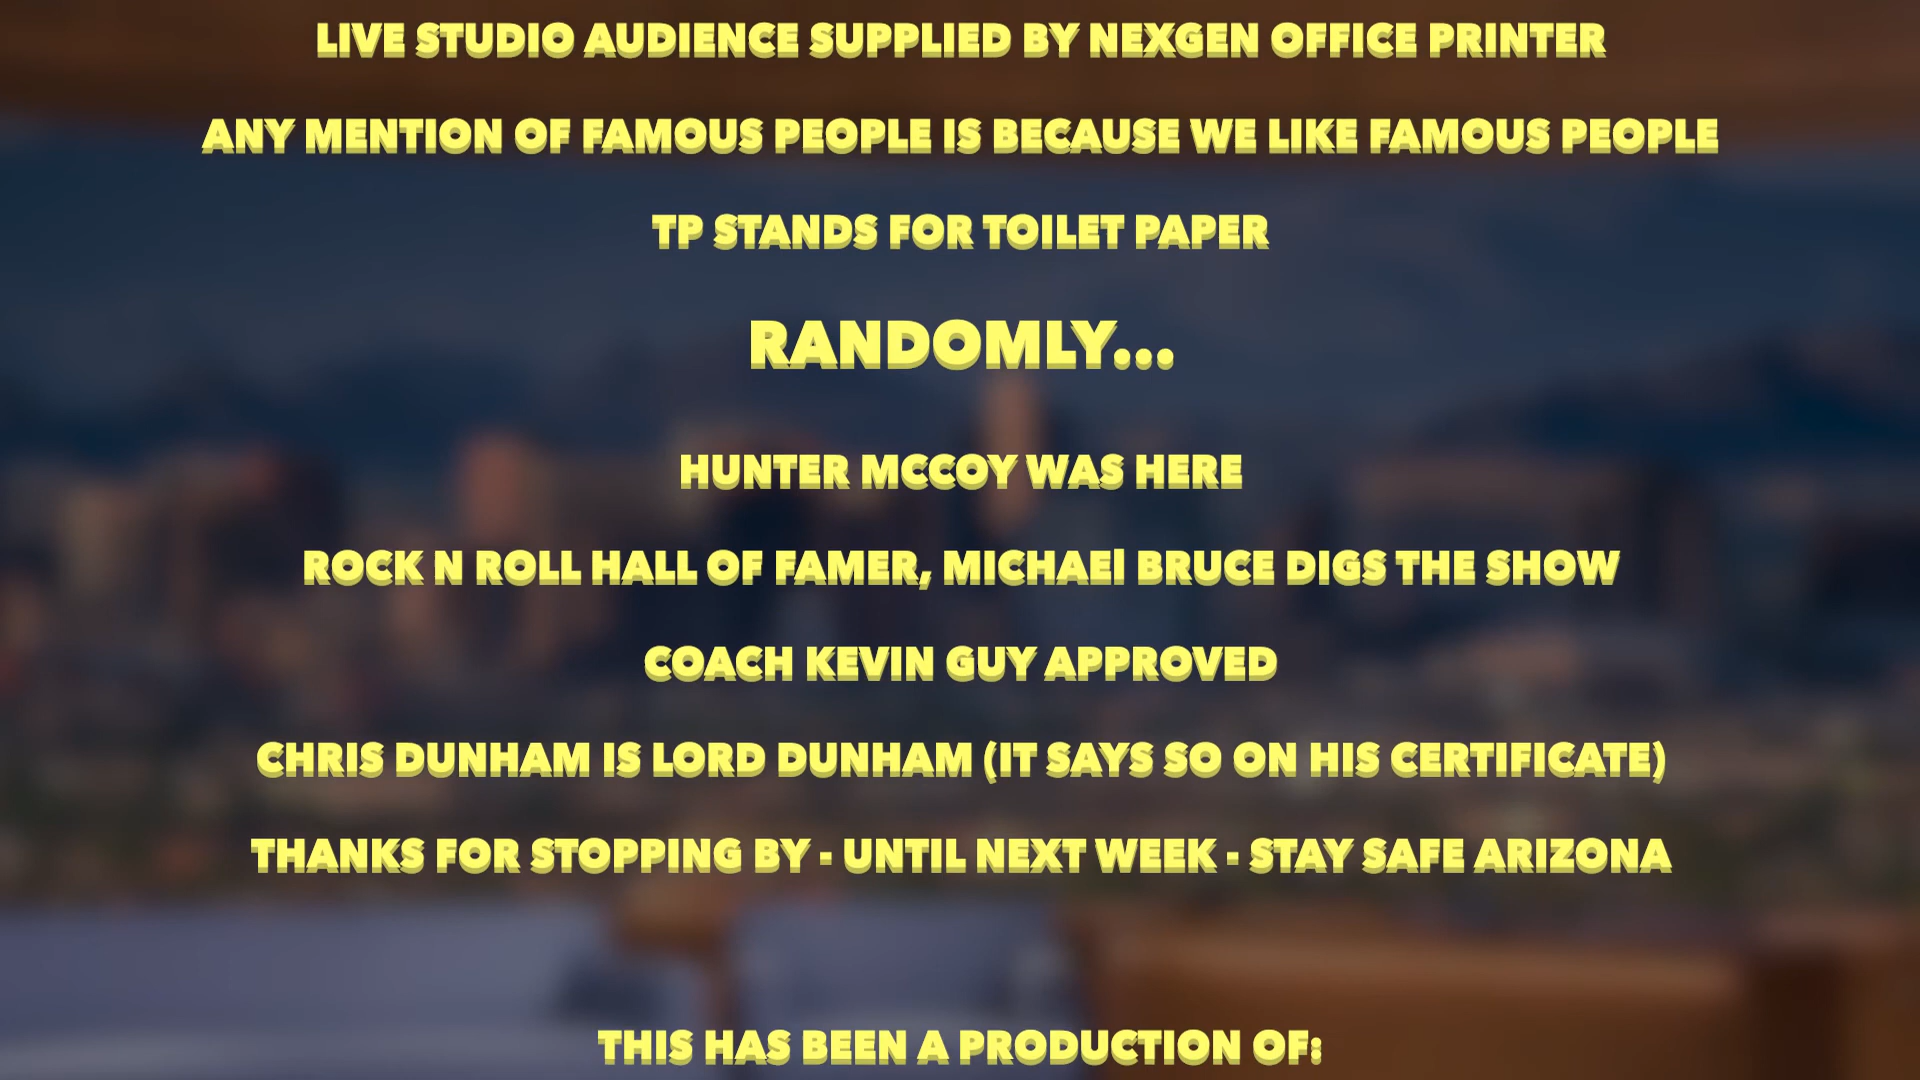 LIVE STUDIO AUDIENCE SUPPLIED BY NEXGEN OFFICE PRINTER
ANY MENTION OF FAMOUS PEOPLE IS BECAUSE WE LIKE FAMOUS PEOPLE
TP STANDS FOR TOILET PAPER
RANDOMLY...
HUNTER MCCOY WAS HERE
ROCK N ROLL HALL OF FAMER, MICHAEl BRUCE DIGS THE SHOW
COACH KEVIN GUY APPROVED
CHRIS DUNHAM IS LORD DUNHAM (IT SAYS SO ON HIS CERTIFICATE)
THANKS FOR STOPPING BY - UNTIL NEXT WEEK - STAY SAFE ARIZONA
THIS HAS BEEN A PRODUCTION OF: